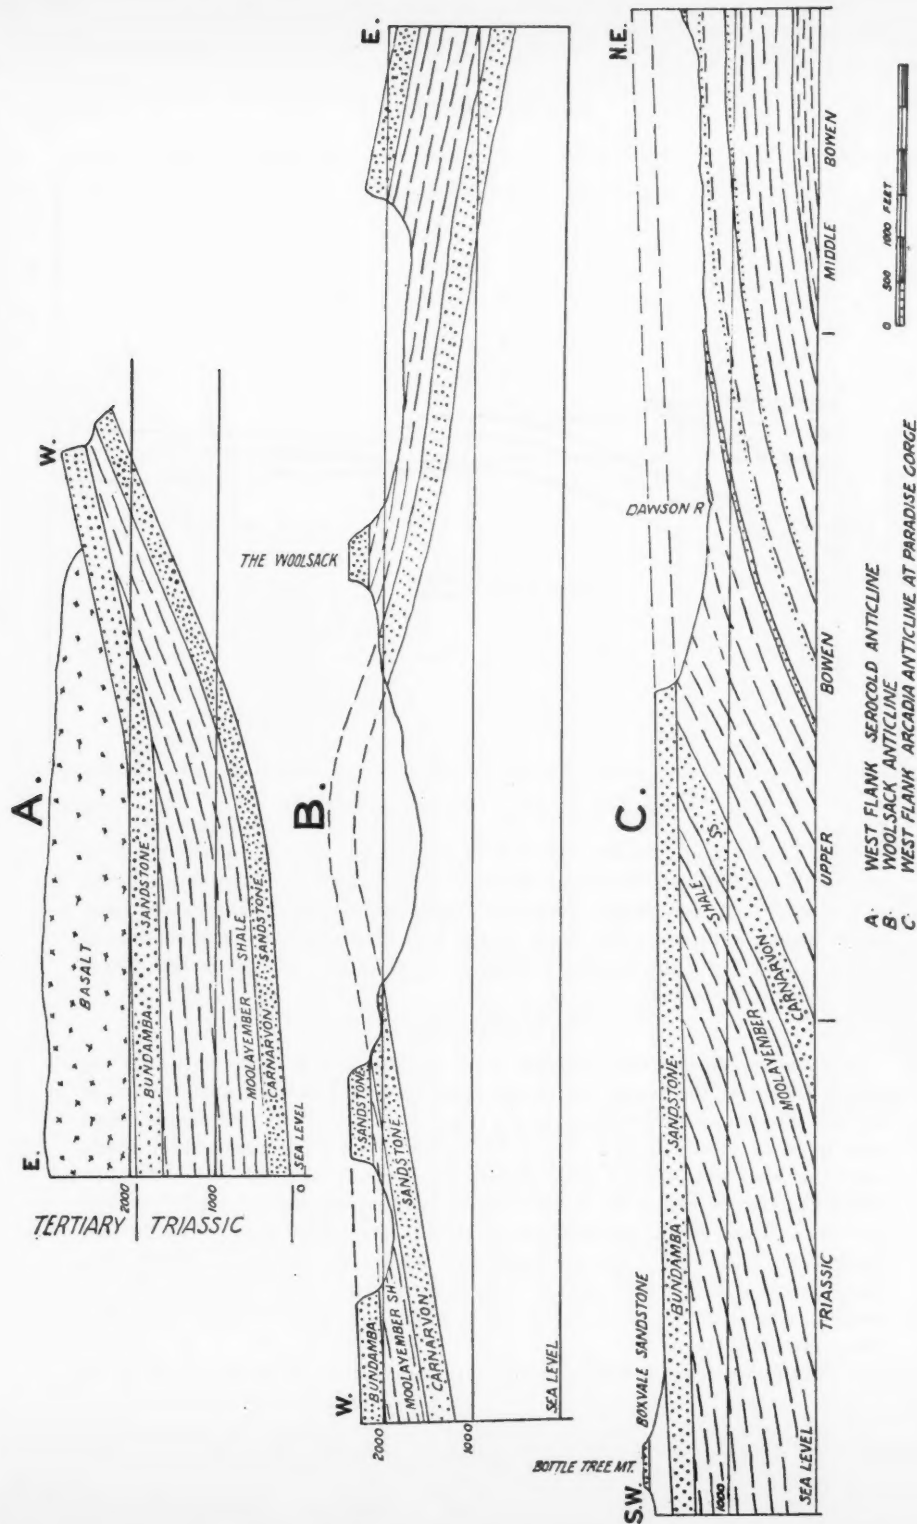 A.
E.
W.
BASALT
BUNDAMBA SANDSTONE
MOOLAYEMBER SHALE
CARNARVON SANDSTONE
SEA LEVEL
2000
1000
0
TERTIARY
TRIASSIC
B.
W.
E.
THE WOOLSACK
SANDSTONE
BUNDAMBA
MOOLAYEMBER SH
SANDSTONE
CARNARVON
2000
1000
SEA LEVEL
C.
S.W.
N.E.
BOTTLE TREE MT.
BOXVALE SANDSTONE
DAWSON R
BUNDAMBA SANDSTONE
SHALE
SS
MOOLAYEMBER
CARNARVON
1000
SEA LEVEL
TRIASSIC
UPPER BOWEN
MIDDLE BOWEN
0 500 1000 FEET
A. WEST FLANK SEROCOLD ANTICLINE
B. WOOLSACK ANTICLINE
C. WEST FLANK ARCADIA ANTICLINE AT PARADISE GORGE